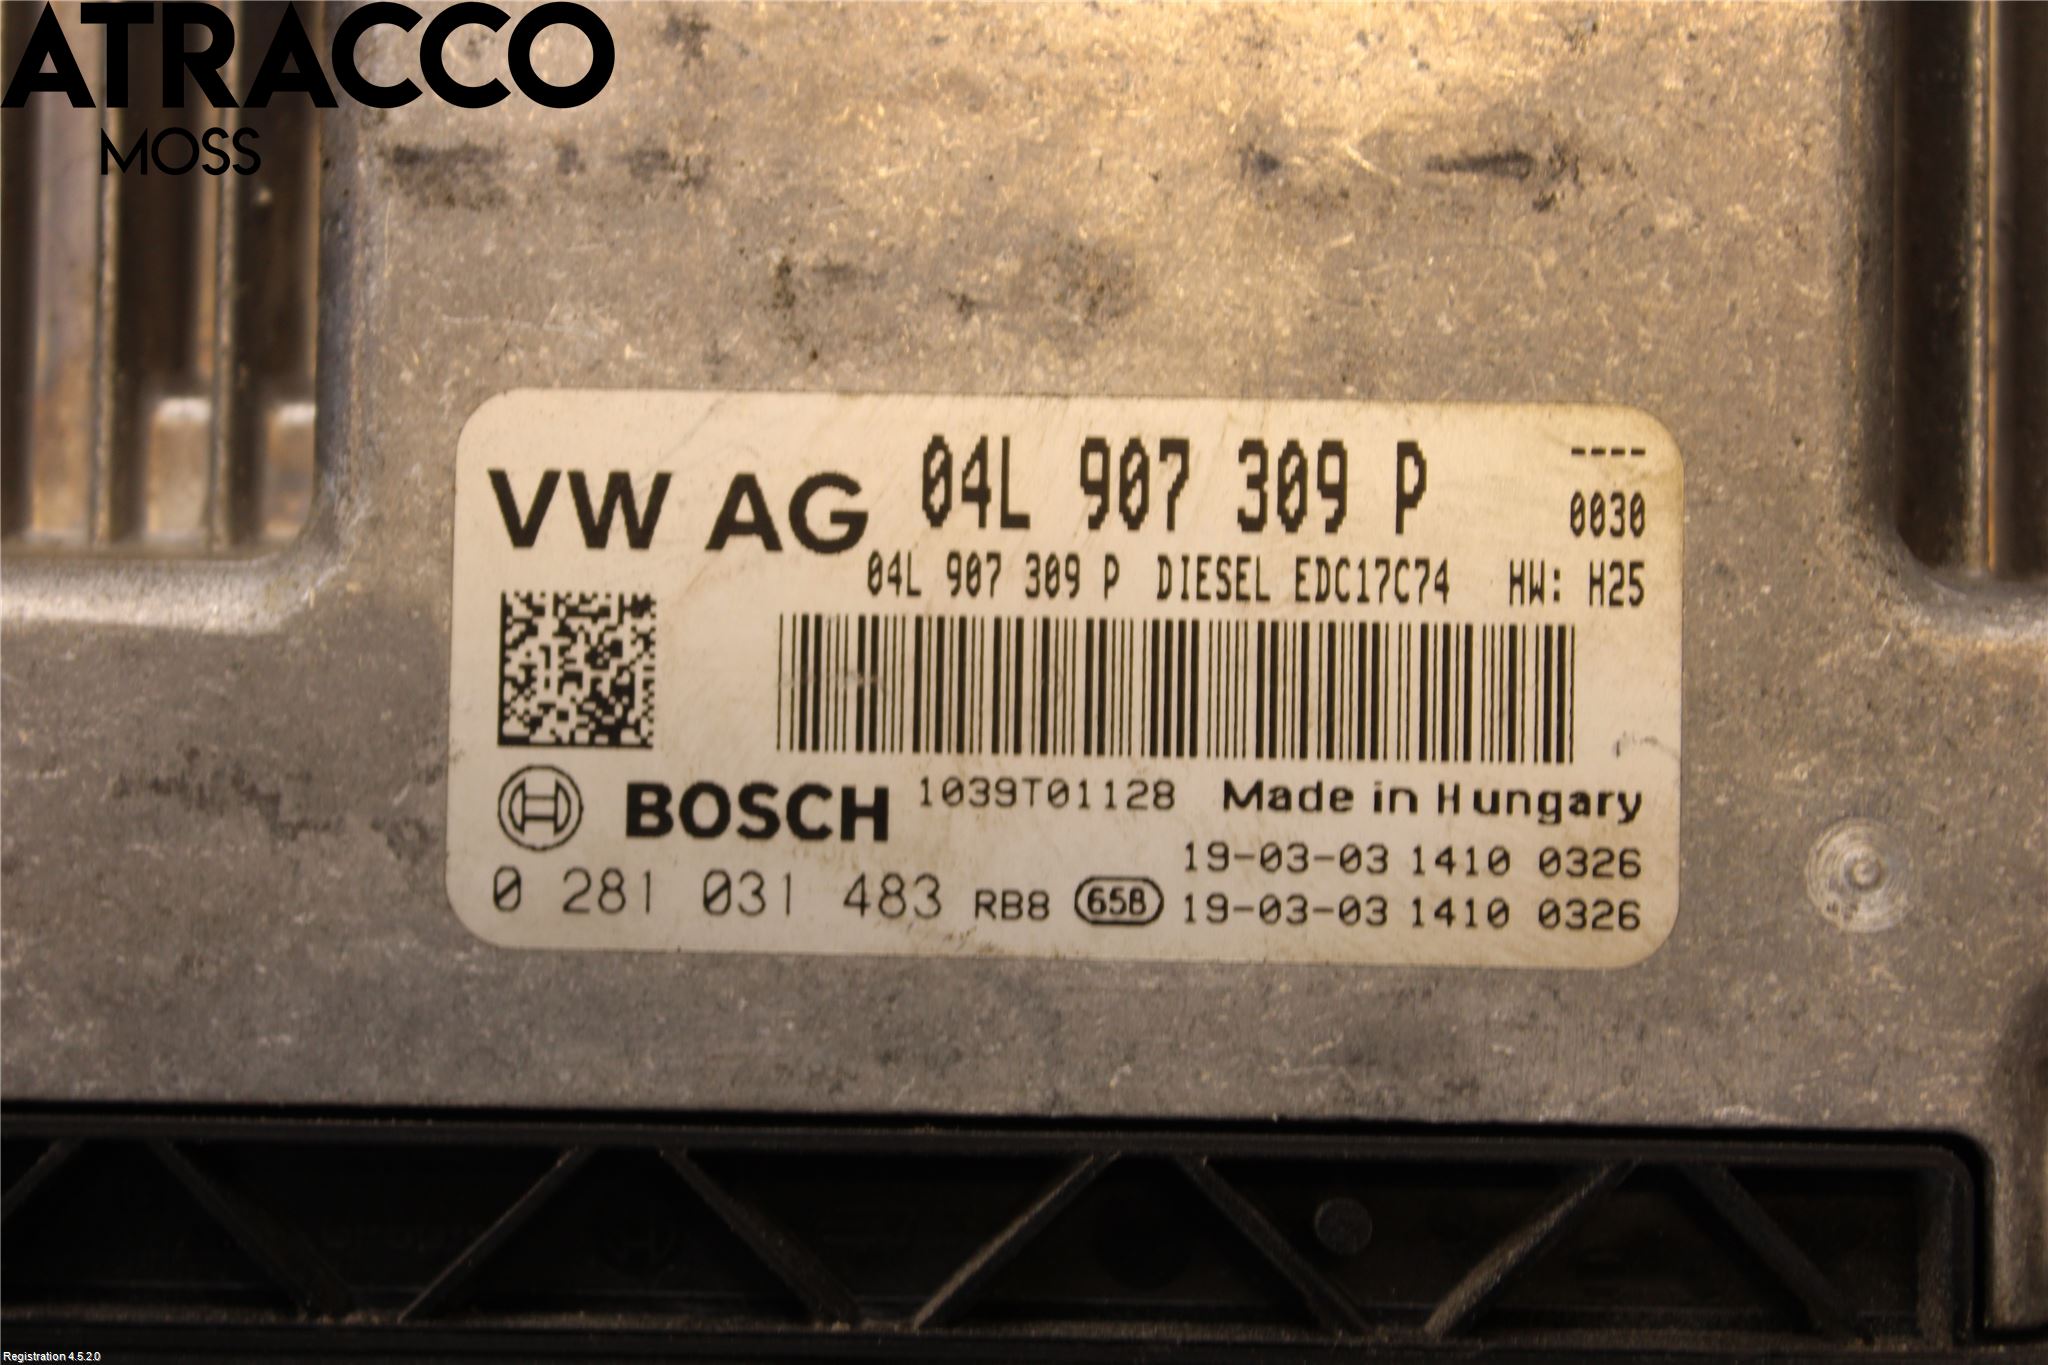 ATRACCO
MOSS
VW AG 04L 907 309 P ----
0030
04L 907 309 P DIESEL EDC17C74 HW: H25
BOSCH 1039T01128 Made in Hungary
19-03-03 1410 0326
0 281 031 483 RB8 65B 19-03-03 1410 0326
Registration 4.5.2.0